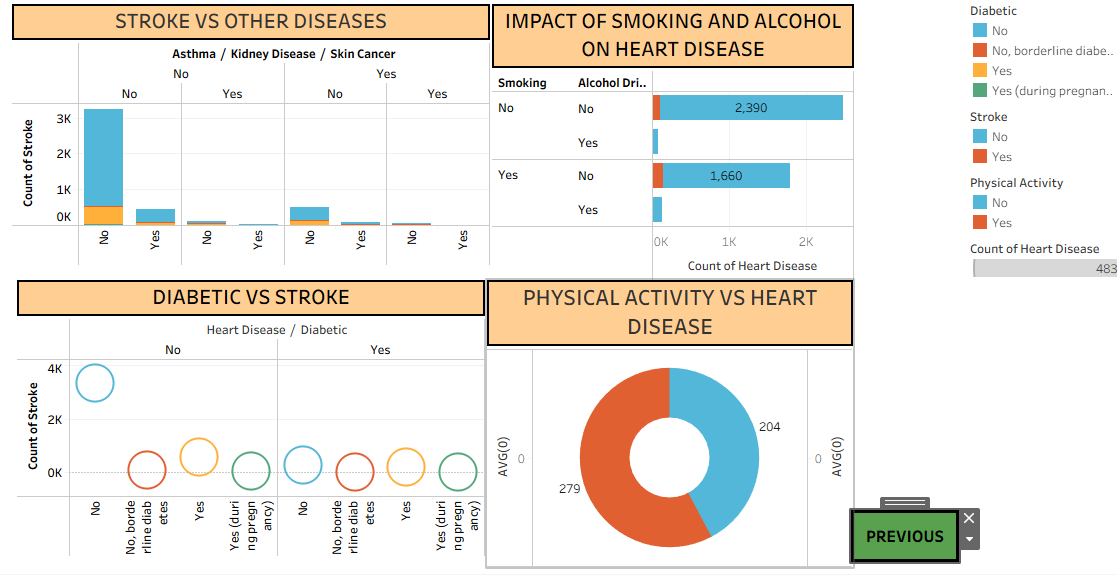 STROKE VS OTHER DISEASES
Asthma / Kidney Disease / Skin Cancer
No Yes
No Yes No Yes
Count of Stroke
3K
2K
1K
0K
No Yes No Yes No Yes No Yes
IMPACT OF SMOKING AND ALCOHOL
ON HEART DISEASE
Smoking Alcohol Dri..
No No 2,390
Yes
Yes No 1,660
Yes
0K 1K 2K
Count of Heart Disease
DIABETIC VS STROKE
Heart Disease / Diabetic
No Yes
Count of Stroke
4K
2K
0K
No
No, borde
rline diab
etes
Yes
Yes (duri
ng pregn
ancy)
No
No, borde
rline diab
etes
Yes
Yes (duri
ng pregn
ancy)
PHYSICAL ACTIVITY VS HEART
DISEASE
AVG(0)
0
204
279
0
AVG(0)
Diabetic
No
No, borderline diabe..
Yes
Yes (during pregnan..
Stroke
No
Yes
Physical Activity
No
Yes
Count of Heart Disease
483
PREVIOUS